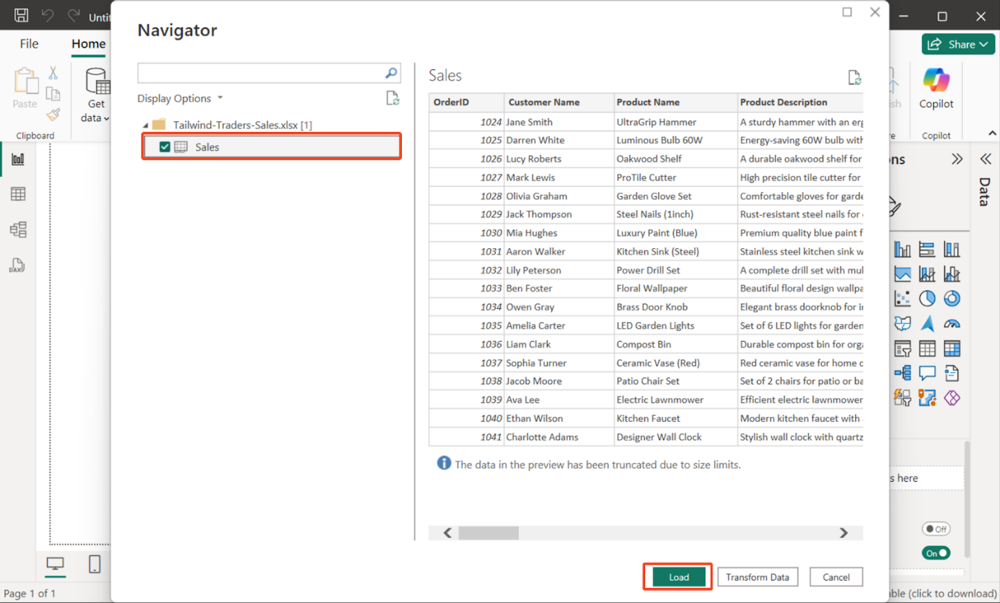 Untit
File
Home
Share
Paste
Get
data
Clipboard
Copilot
Copilot
Navigator
Display Options
Tailwind-Traders-Sales.xlsx [1]
Sales
Sales
OrderID Customer Name Product Name Product Description
1024 Jane Smith UltraGrip Hammer A sturdy hammer with an erg
1025 Darren White Luminous Bulb 60W Energy-saving 60W bulb with
1026 Lucy Roberts Oakwood Shelf A durable oakwood shelf for
1027 Mark Lewis ProTile Cutter High precision tile cutter for
1028 Olivia Graham Garden Glove Set Comfortable gloves for garde
1029 Jack Thompson Steel Nails (1inch) Rust-resistant steel nails for
1030 Mia Hughes Luxury Paint (Blue) Premium quality blue paint f
1031 Aaron Walker Kitchen Sink (Steel) Stainless steel kitchen sink w
1032 Lily Peterson Power Drill Set A complete drill set with mul
1033 Ben Foster Floral Wallpaper Beautiful floral design wallpa
1034 Owen Gray Brass Door Knob Elegant brass doorknob for in
1035 Amelia Carter LED Garden Lights Set of 6 LED lights for garden
1036 Liam Clark Compost Bin Durable compost bin for orga
1037 Sophia Turner Ceramic Vase (Red) Red ceramic vase for home d
1038 Jacob Moore Patio Chair Set Set of 2 chairs for patio or ba
1039 Ava Lee Electric Lawnmower Efficient electric lawnmower
1040 Ethan Wilson Kitchen Faucet Modern kitchen faucet with
1041 Charlotte Adams Designer Wall Clock Stylish wall clock with quartz
The data in the preview has been truncated due to size limits.
Load
Transform Data
Cancel
ns
Data
DAX
s here
Off
On
Page 1 of 1
ble (click to download)